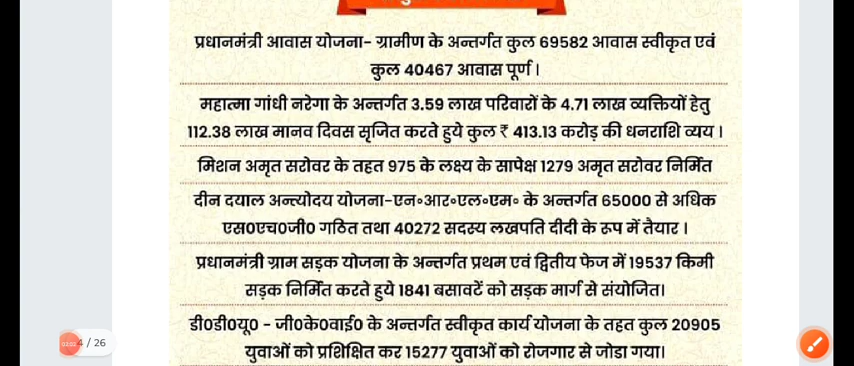 प्रधानमंत्री आवास योजना- ग्रामीण के अन्तर्गत कुल 69582 आवास स्वीकृत एवं
कुल 40467 आवास पूर्ण।
महात्मा गांधी नरेगा के अन्तर्गत 3.59 लाख परिवारों के 4.71 लाख व्यक्तियों हेतु
112.38 लाख मानव दिवस सृजित करते हुये कुल ₹ 413.13 करोड़ की धनराशि व्यय।
मिशन अमृत सरोवर के तहत 975 के लक्ष्य के सापेक्ष 1279 अमृत सरोवर निर्मित
दीन दयाल अन्त्योदय योजना-एन०आर०एल०एम० के अन्तर्गत 65000 से अधिक
एस0एच0जी0 गठित तथा 40272 सदस्य लखपति दीदी के रूप में तैयार।
प्रधानमंत्री ग्राम सड़क योजना के अन्तर्गत प्रथम एवं द्वितीय फेज में 19537 किमी
सड़क निर्मित करते हुये 1841 बसावटें को सड़क मार्ग से संयोजित।
डी0डी0यू0 - जी0के0वाई0 के अन्तर्गत स्वीकृत कार्य योजना के तहत कुल 20905
युवाओं को प्रशिक्षित कर 15277 युवाओं को रोजगार से जोडा गया।
4 / 26